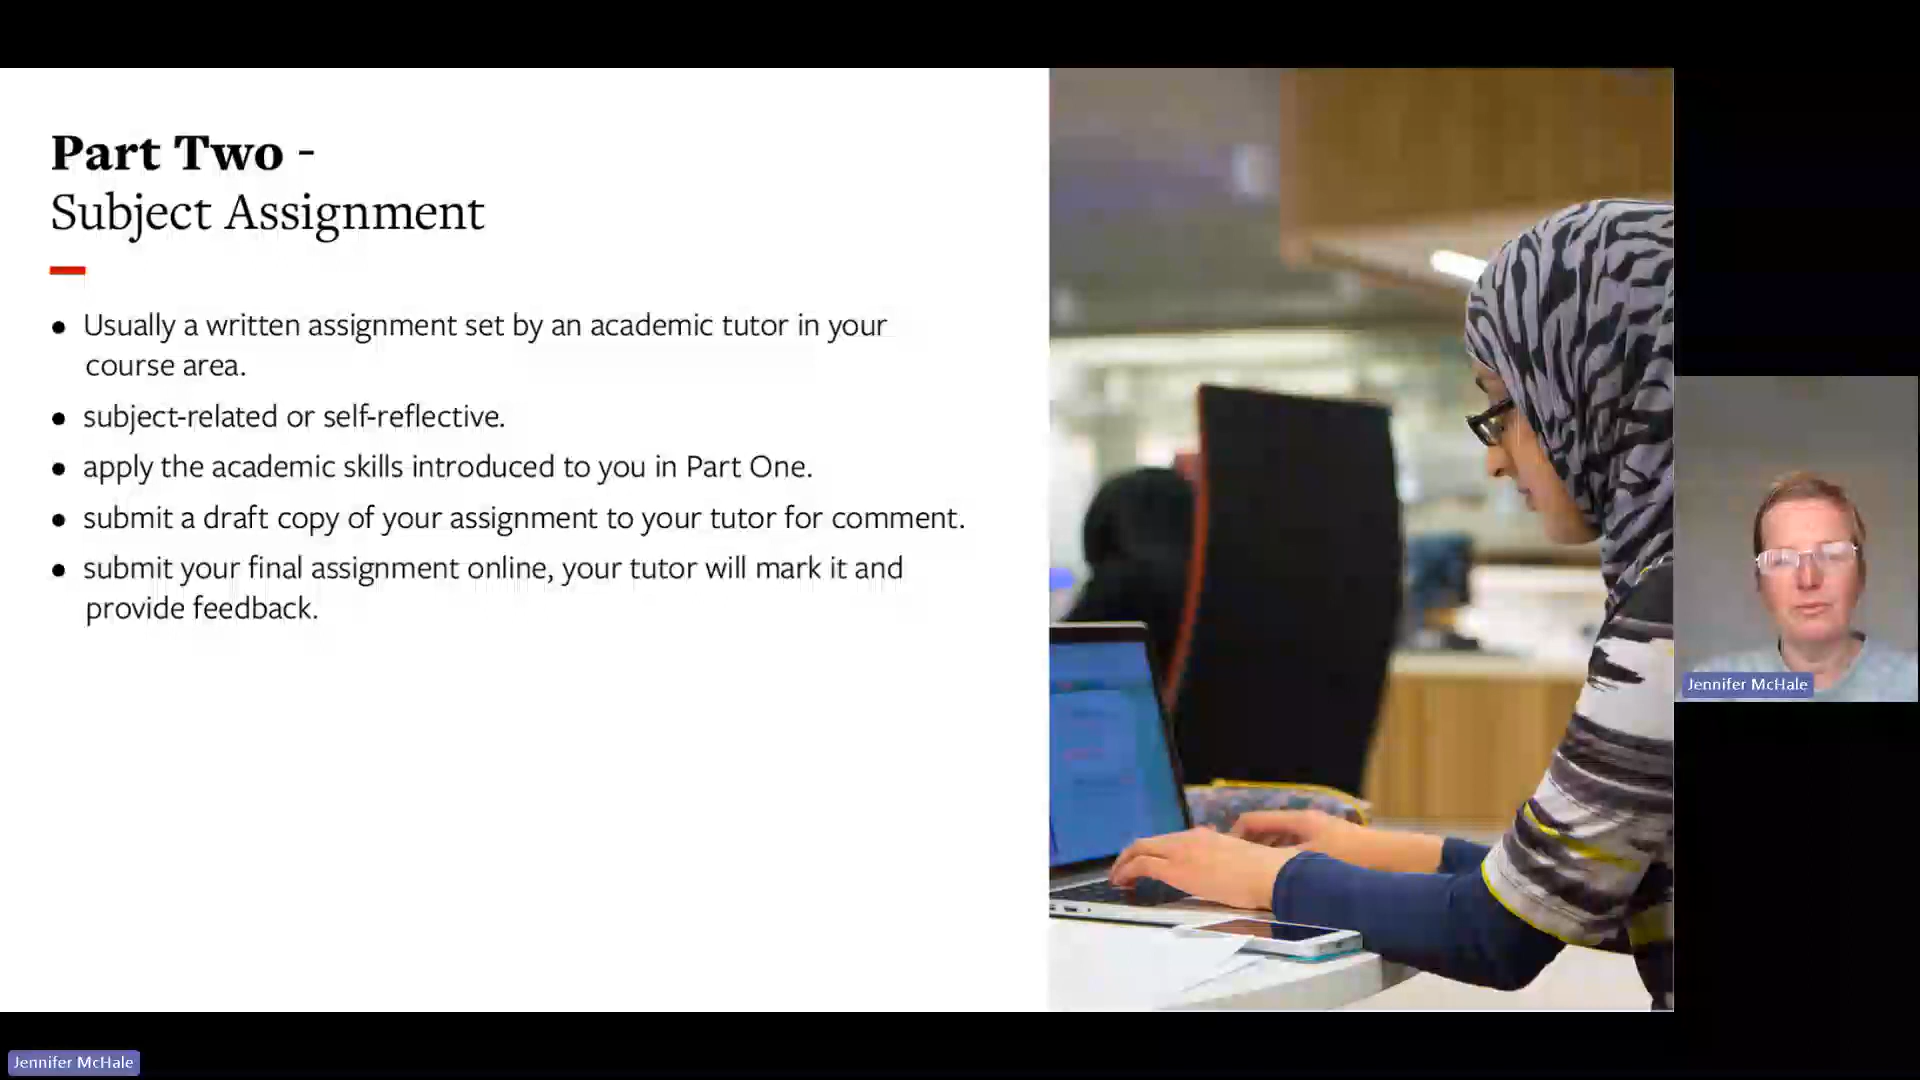 Part Two -
Subject Assignment
● Usually a written assignment set by an academic tutor in your
course area.
● subject-related or self-reflective.
● apply the academic skills introduced to you in Part One.
● submit a draft copy of your assignment to your tutor for comment.
● submit your final assignment online, your tutor will mark it and
provide feedback.
Jennifer McHale
Jennifer McHale